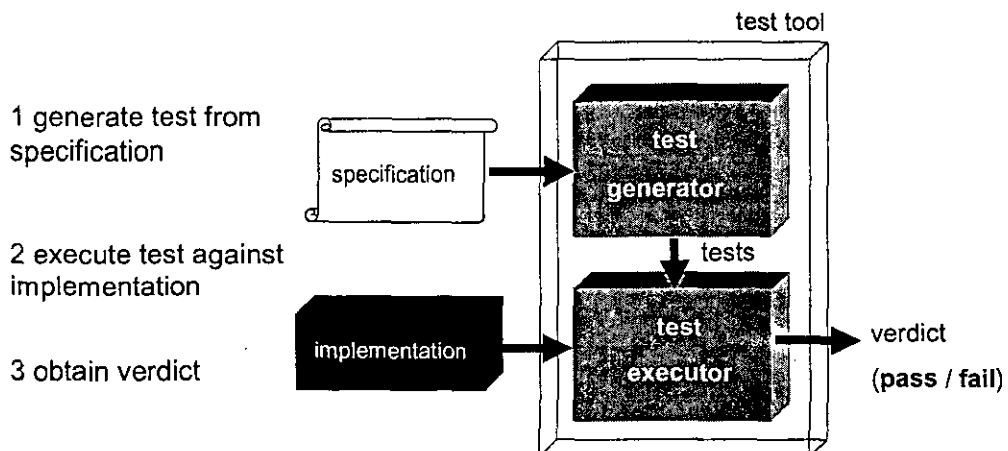 test tool
1 generate test from
specification
specification
test
generator
tests
2 execute test against
implementation
implementation
test
executor
verdict
(pass / fail)
3 obtain verdict